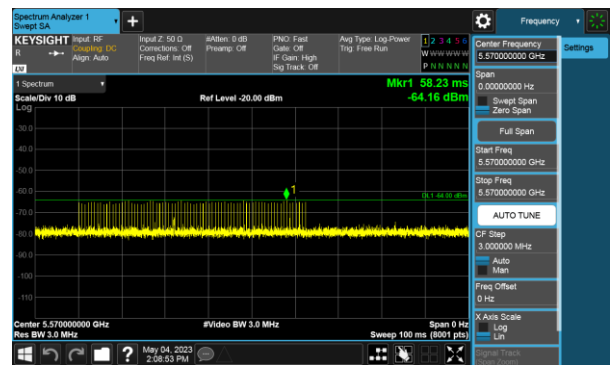 Spectrum Analyzer 1
Swept SA
Frequency
KEYSIGHT
R
Input: RF
Coupling: DC
Align: Auto
Input Z: 50 Ω
Corrections: Off
Freq Ref: Int (S)
#Atten: 0 dB
Preamp: Off
PNO: Fast
Gate: Off
IF Gain: High
Sig Track: Off
Avg Type: Log-Power
Trig: Free Run
1 2 3 4 5 6
W W W W W W
P N N N N N
LXI
1 Spectrum
Mkr1 58.23 ms
Scale/Div 10 dB
Ref Level -20.00 dBm
-64.16 dBm
Log
-30.0
-40.0
-50.0
-60.0
-70.0
-80.0
-90.0
-100
-110
1
DL1 -64.00 dBm
Center 5.570000000 GHz
#Video BW 3.0 MHz
Span 0 Hz
Res BW 3.0 MHz
Sweep 100 ms (8001 pts)
Center Frequency
5.570000000 GHz
Settings
Span
0.00000000 Hz
Swept Span
Zero Span
Full Span
Start Freq
5.570000000 GHz
Stop Freq
5.570000000 GHz
AUTO TUNE
CF Step
3.000000 MHz
Auto
Man
Freq Offset
0 Hz
X Axis Scale
Log
Lin
Signal Track
(Span Zoom)
?
May 04, 2023
2:08:53 PM